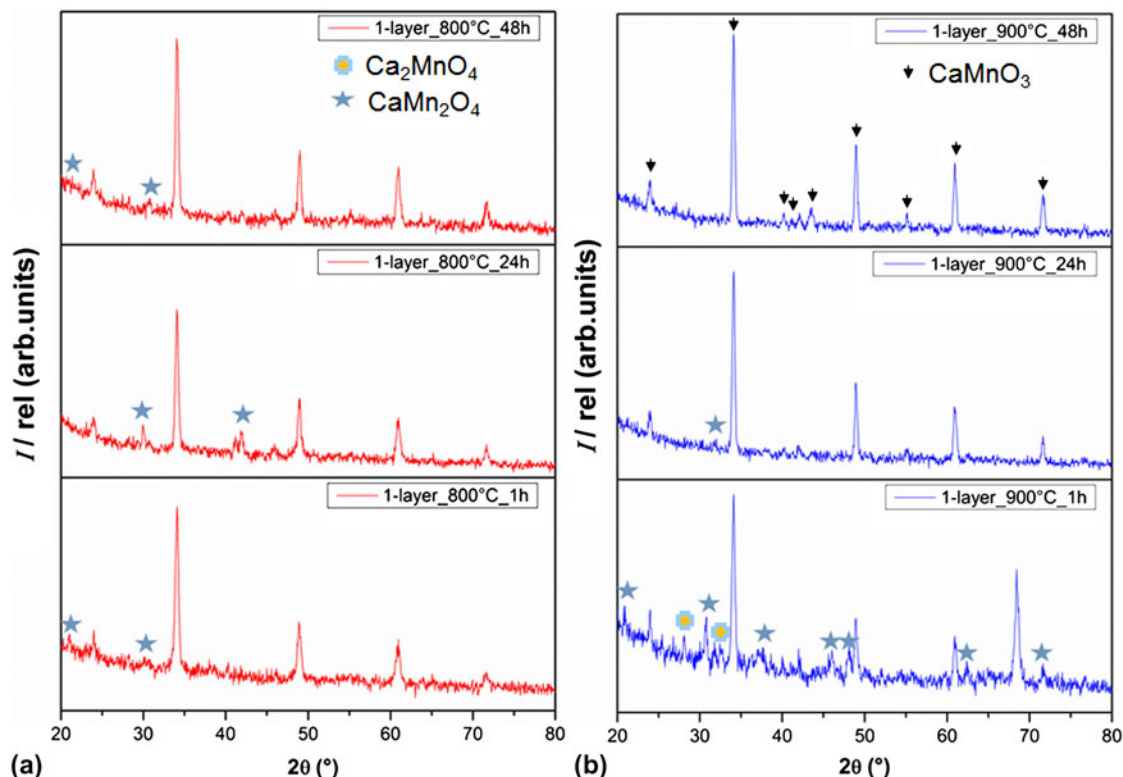 1-layer_800°C_48h
Ca₂MnO₄
CaMn₂O₄
1-layer_800°C_24h
1-layer_800°C_1h
I / rel (arb.units)
20 30 40 50 60 70 80
2θ (°)
(a)
1-layer_900°C_48h
CaMnO₃
1-layer_900°C_24h
1-layer_900°C_1h
I / rel (arb.units)
20 30 40 50 60 70 80
2θ (°)
(b)